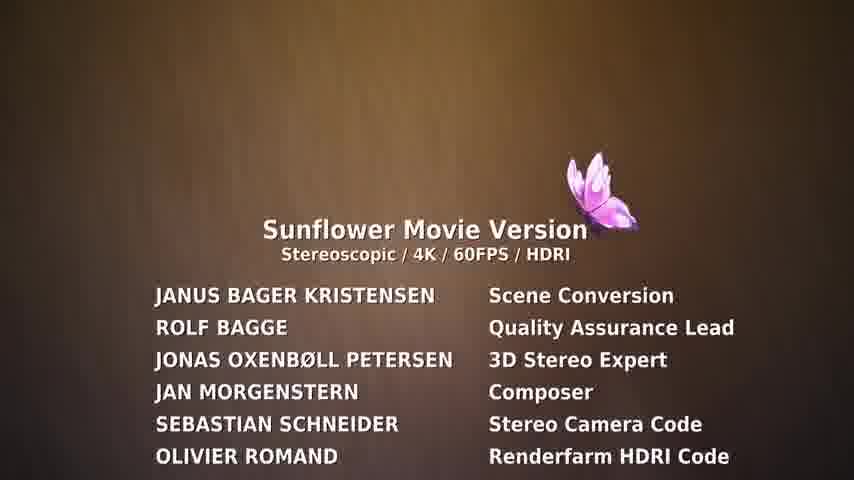 Sunflower Movie Version
Stereoscopic / 4K / 60FPS / HDRI
JANUS BAGER KRISTENSEN Scene Conversion
ROLF BAGGE Quality Assurance Lead
JONAS OXENBØLL PETERSEN 3D Stereo Expert
JAN MORGENSTERN Composer
SEBASTIAN SCHNEIDER Stereo Camera Code
OLIVIER ROMAND Renderfarm HDRI Code